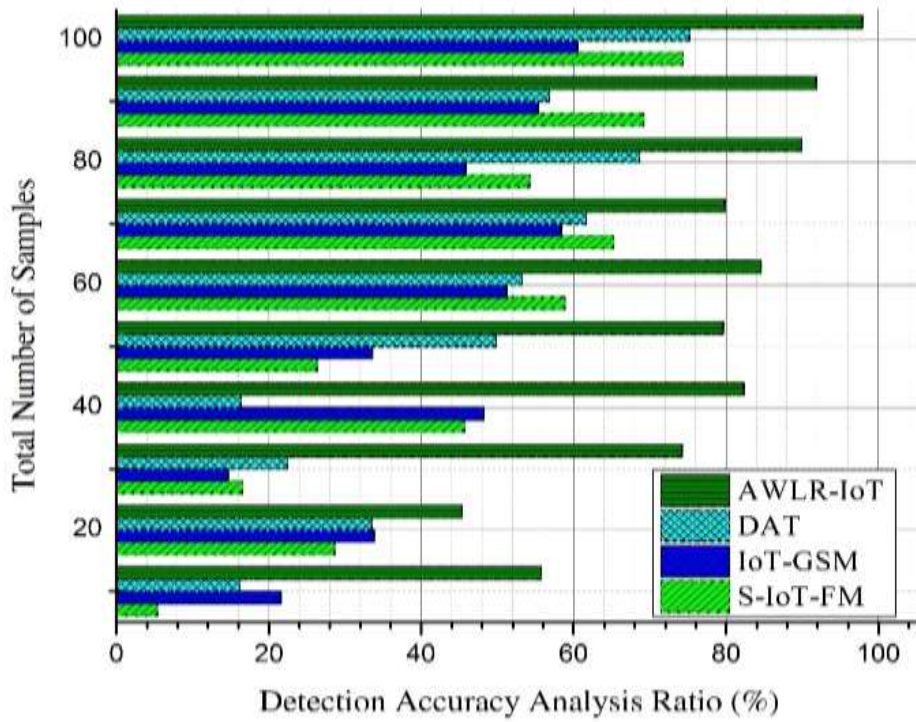 Total Number of Samples
100
80
60
40
20
AWLR-IoT
DAT
IoT-GSM
S-IoT-FM
0 20 40 60 80 100
Detection Accuracy Analysis Ratio (%)